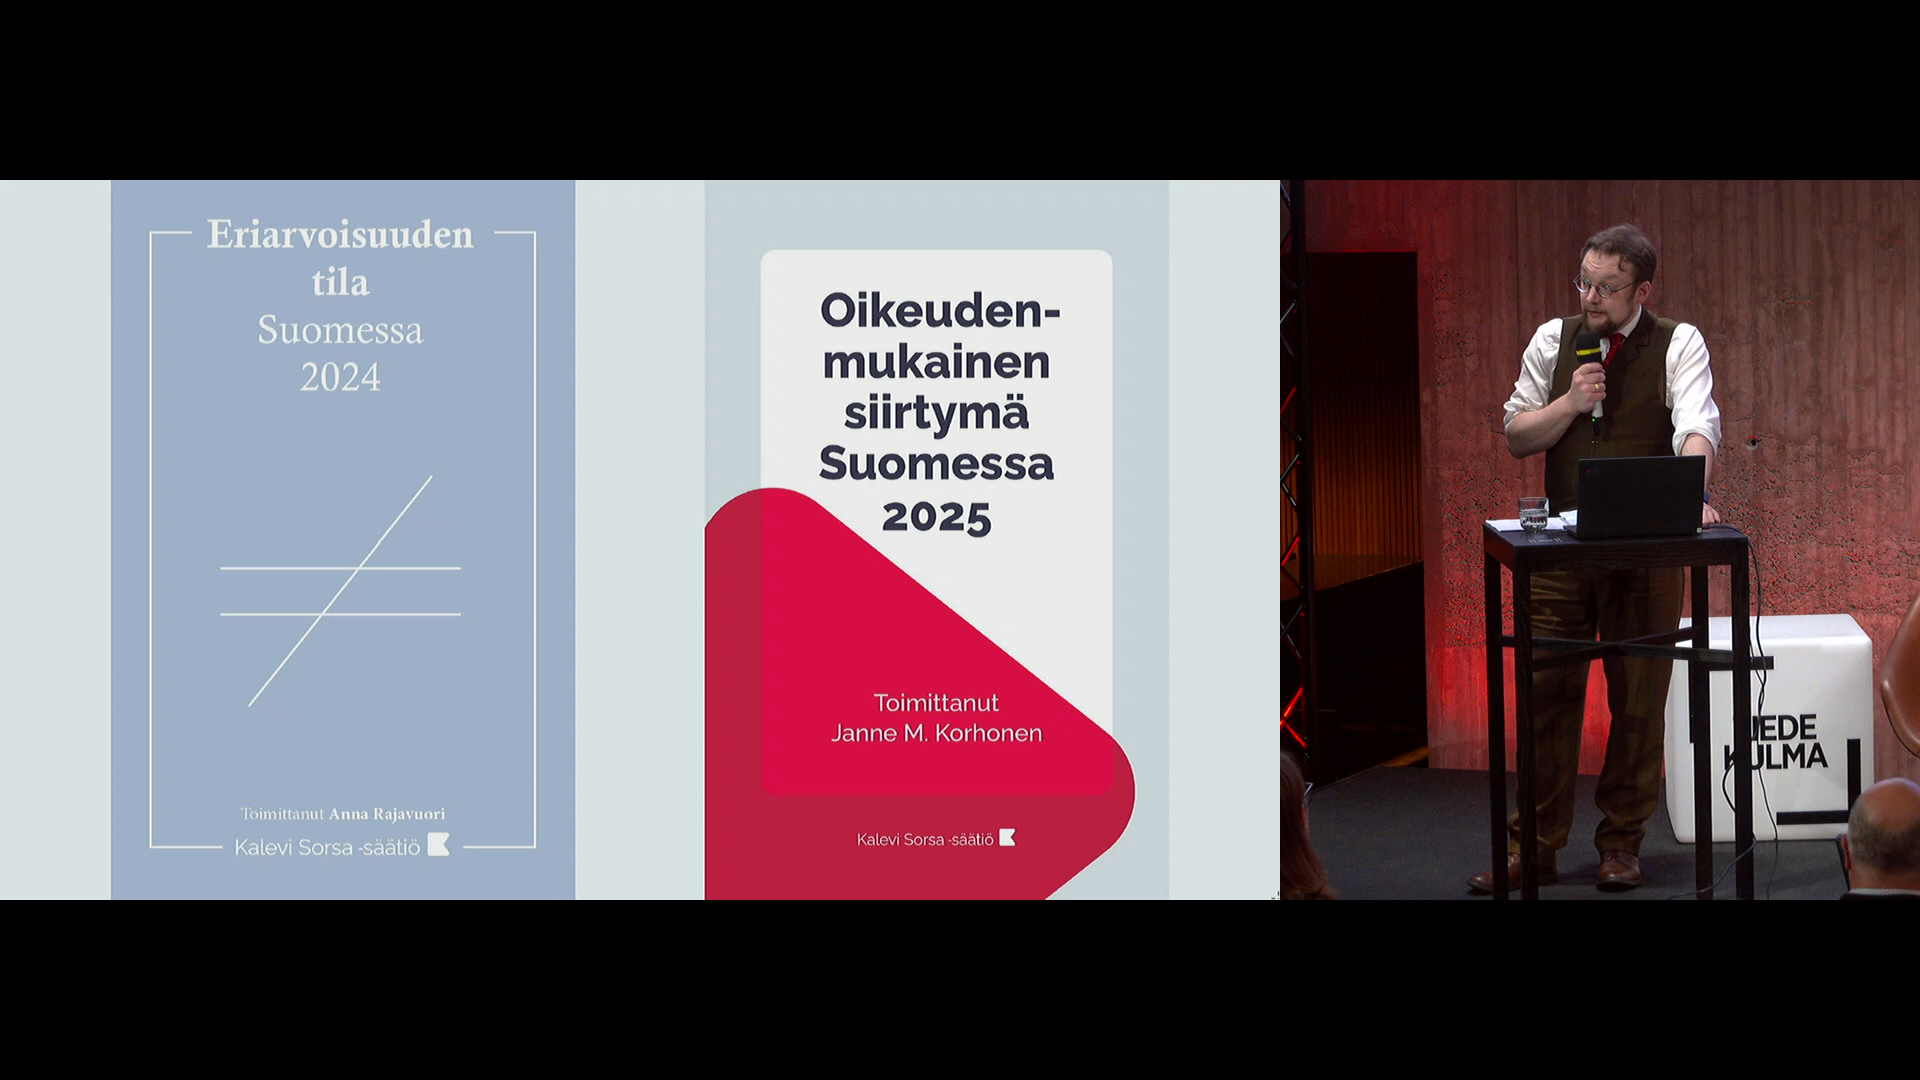 Eriarvoisuuden
tila
Suomessa
2024
Toimittanut Anna Rajavuori
Kalevi Sorsa -säätiö
Oikeuden-
mukainen
siirtymä
Suomessa
2025
Toimittanut
Janne M. Korhonen
Kalevi Sorsa -säätiö
KULMA